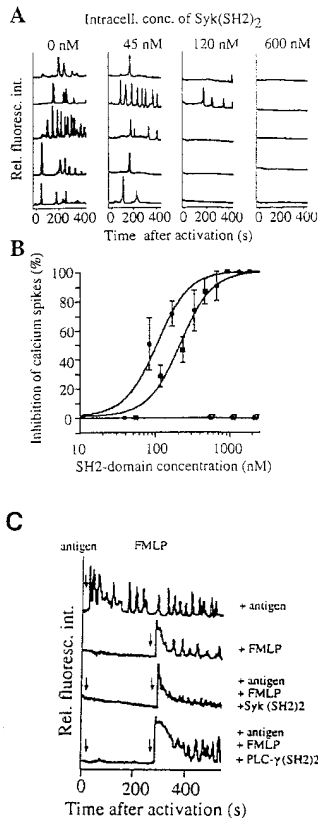 A
Intracell. conc. of Syk(SH2)2
0 nM 45 nM 120 nM 600 nM
Rel. fluoresc. int.
0 200 400 0 200 400 0 200 400 0 200 400
Time after activation (s)
B
Inhibition of calcium spikes (%)
100
80
60
40
20
0
10 100 1000
SH2-domain concentration (nM)
C
antigen FMLP
Rel. fluoresc. int.
+ antigen
+ FMLP
+ antigen
+ FMLP
+Syk (SH2)2
+ antigen
+ FMLP
+ PLC-γ(SH2)2
0 200 400
Time after activation (s)